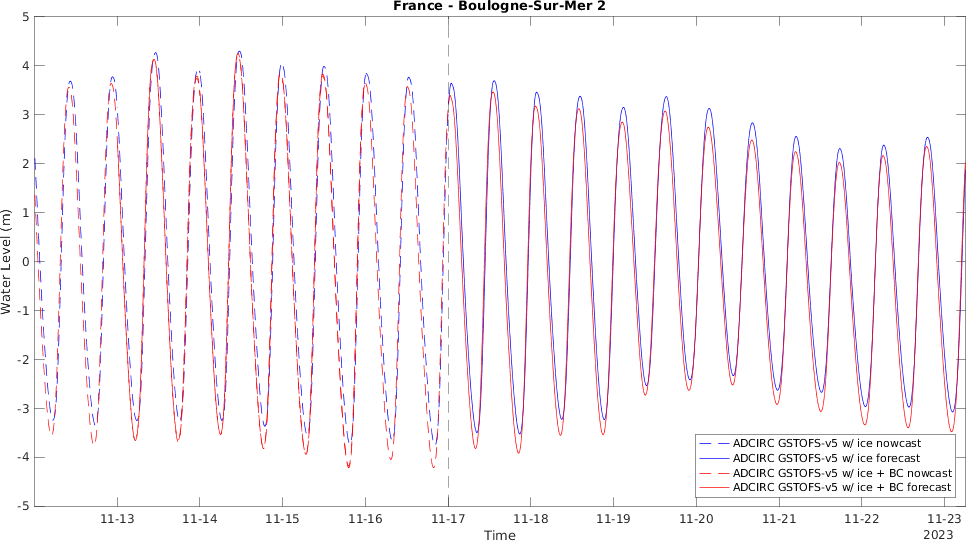 France - Boulogne-Sur-Mer 2
5
4
3
2
1
0
-1
-2
-3
-4
-5
Water Level (m)
11-13 11-14 11-15 11-16 11-17 11-18 11-19 11-20 11-21 11-22 11-23
Time
2023
ADCIRC GSTOFS-v5 w/ ice nowcast
ADCIRC GSTOFS-v5 w/ ice forecast
ADCIRC GSTOFS-v5 w/ ice + BC nowcast
ADCIRC GSTOFS-v5 w/ ice + BC forecast